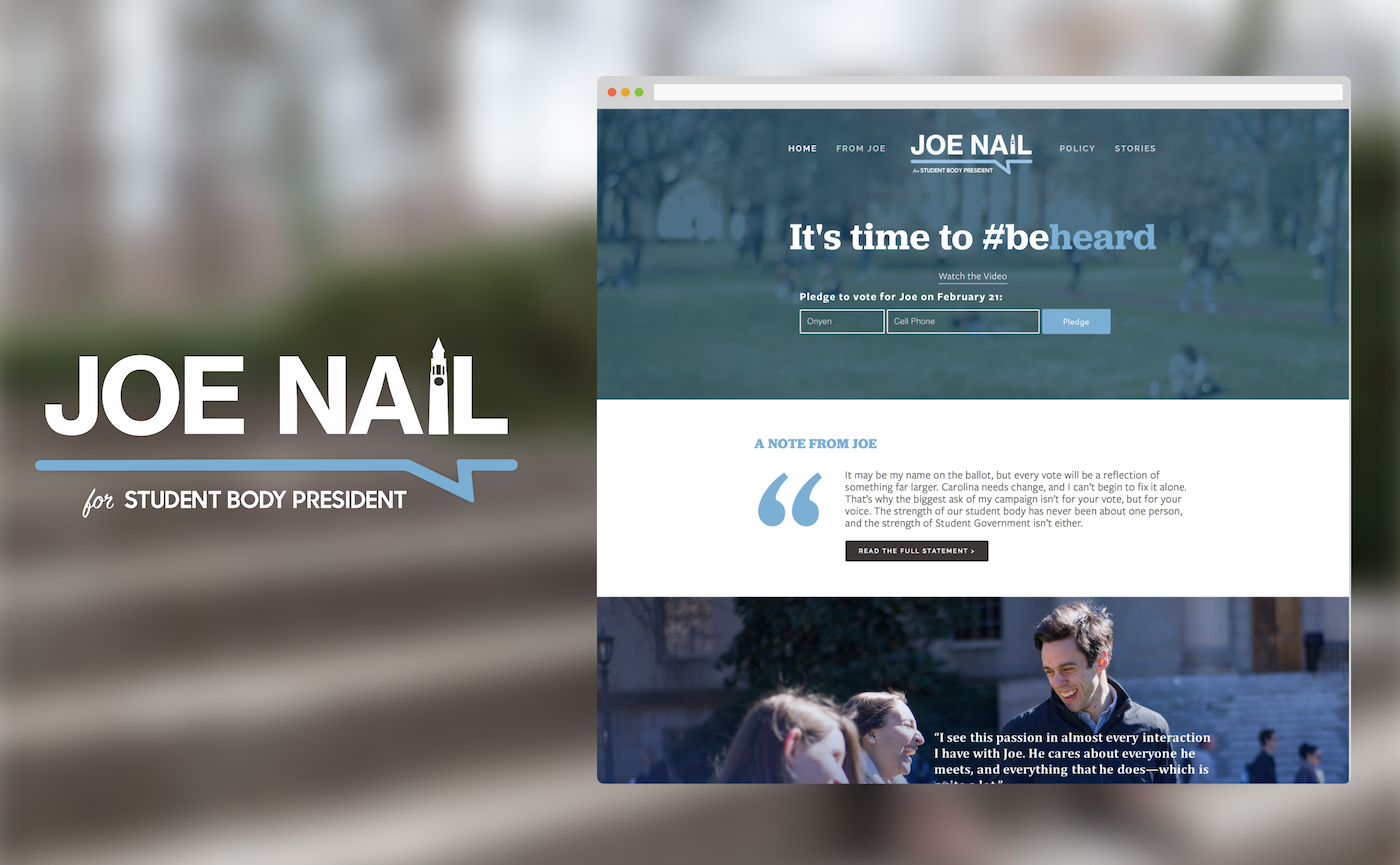 JOE NAIL
for STUDENT BODY PRESIDENT
HOME
FROM JOE
JOE NAIL
for STUDENT BODY PRESIDENT
POLICY
STORIES
It's time to #beheard
Watch the Video
Pledge to vote for Joe on February 21:
Onyen
Cell Phone
Pledge
A NOTE FROM JOE
“
It may be my name on the ballot, but every vote will be a reflection of
something far larger. Carolina needs change, and I can’t begin to fix it alone.
That’s why the biggest ask of my campaign isn’t for your vote, but for your
voice. The strength of our student body has never been about one person,
and the strength of Student Government isn’t either.
READ THE FULL STATEMENT >
“I see this passion in almost every interaction
I have with Joe. He cares about everyone he
meets, and everything that he does—which is